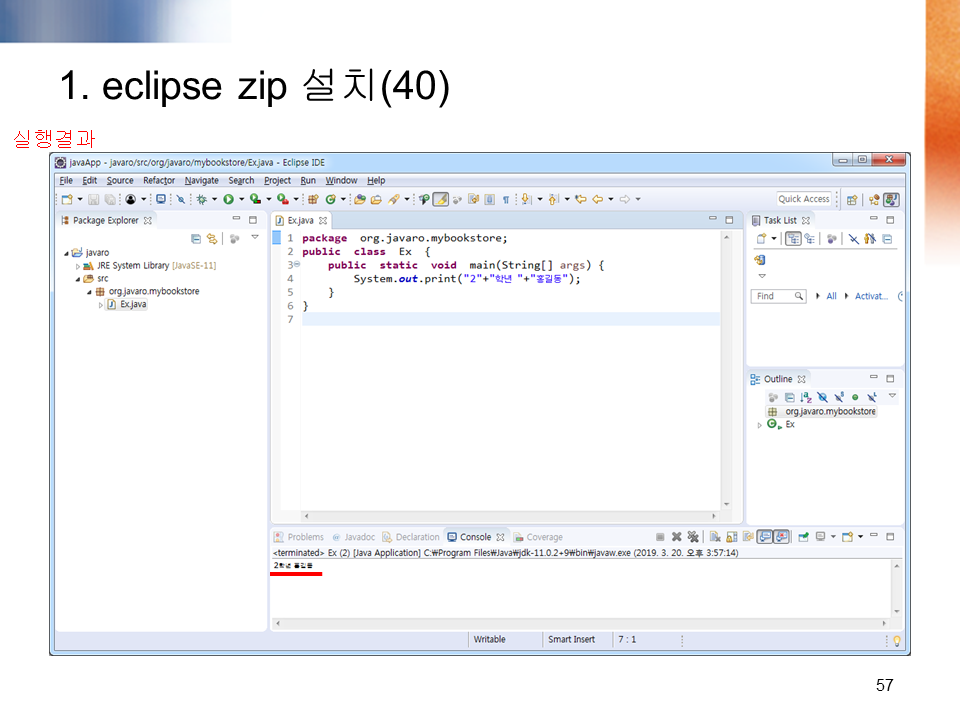 1. eclipse zip 설치(40)
실행결과
javaApp - javaro/src/org/javaro/mybookstore/Ex.java - Eclipse IDE
File Edit Source Refactor Navigate Search Project Run Window Help
Quick Access
Package Explorer
javaro
JRE System Library [JavaSE-11]
src
org.javaro.mybookstore
Ex.java
Ex.java
1 package org.javaro.mybookstore;
2 public class Ex {
3 public static void main(String[] args) {
4 System.out.print("2"+"학년 "+"홍길동");
5 }
6 }
7
Task List
Find All Activat...
Outline
org.javaro.mybookstore
Ex
Problems Javadoc Declaration Console Coverage
<terminated> Ex (2) [Java Application] C:₩Program Files₩Java₩jdk-11.0.2+9₩bin₩javaw.exe (2019. 3. 20. 오후 3:57:14)
2학년 홍길동
Writable Smart Insert 7 : 1
57